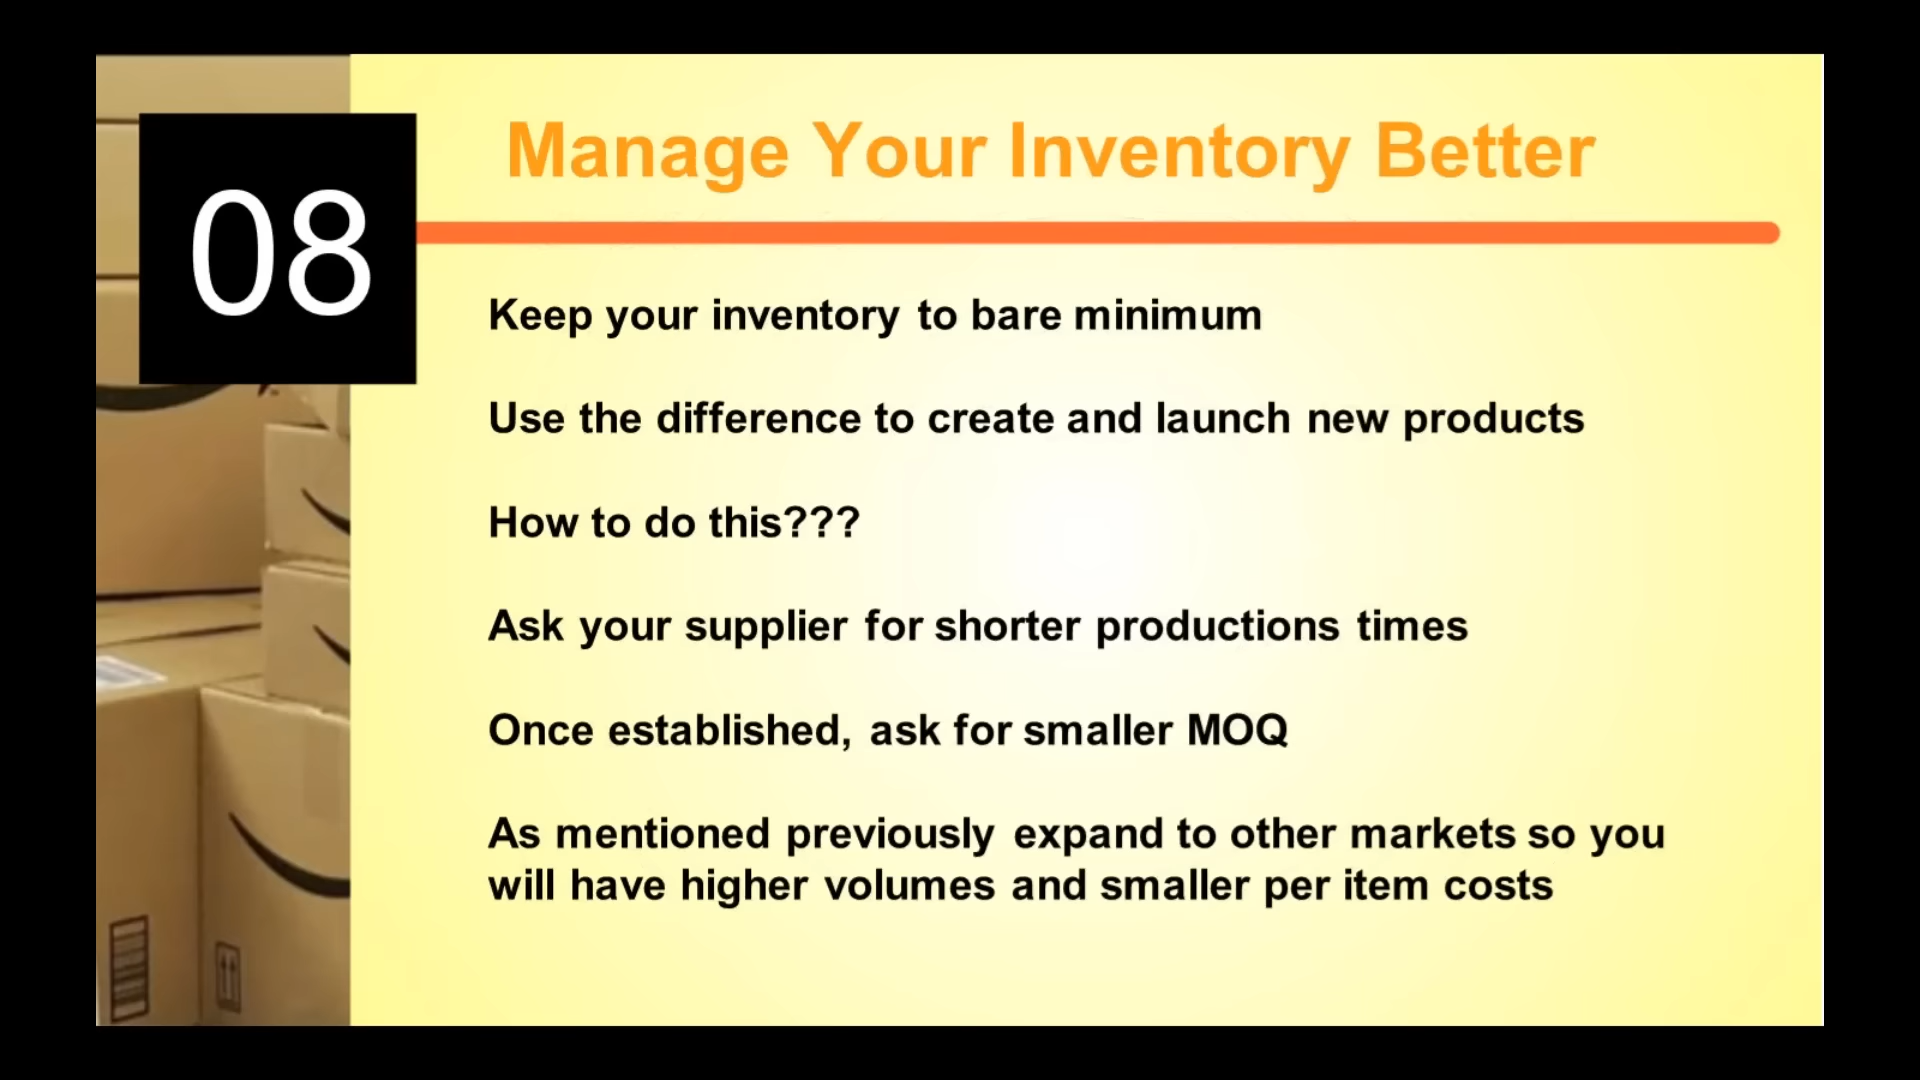 08
Manage Your Inventory Better
Keep your inventory to bare minimum
Use the difference to create and launch new products
How to do this???
Ask your supplier for shorter productions times
Once established, ask for smaller MOQ
As mentioned previously expand to other markets so you
will have higher volumes and smaller per item costs